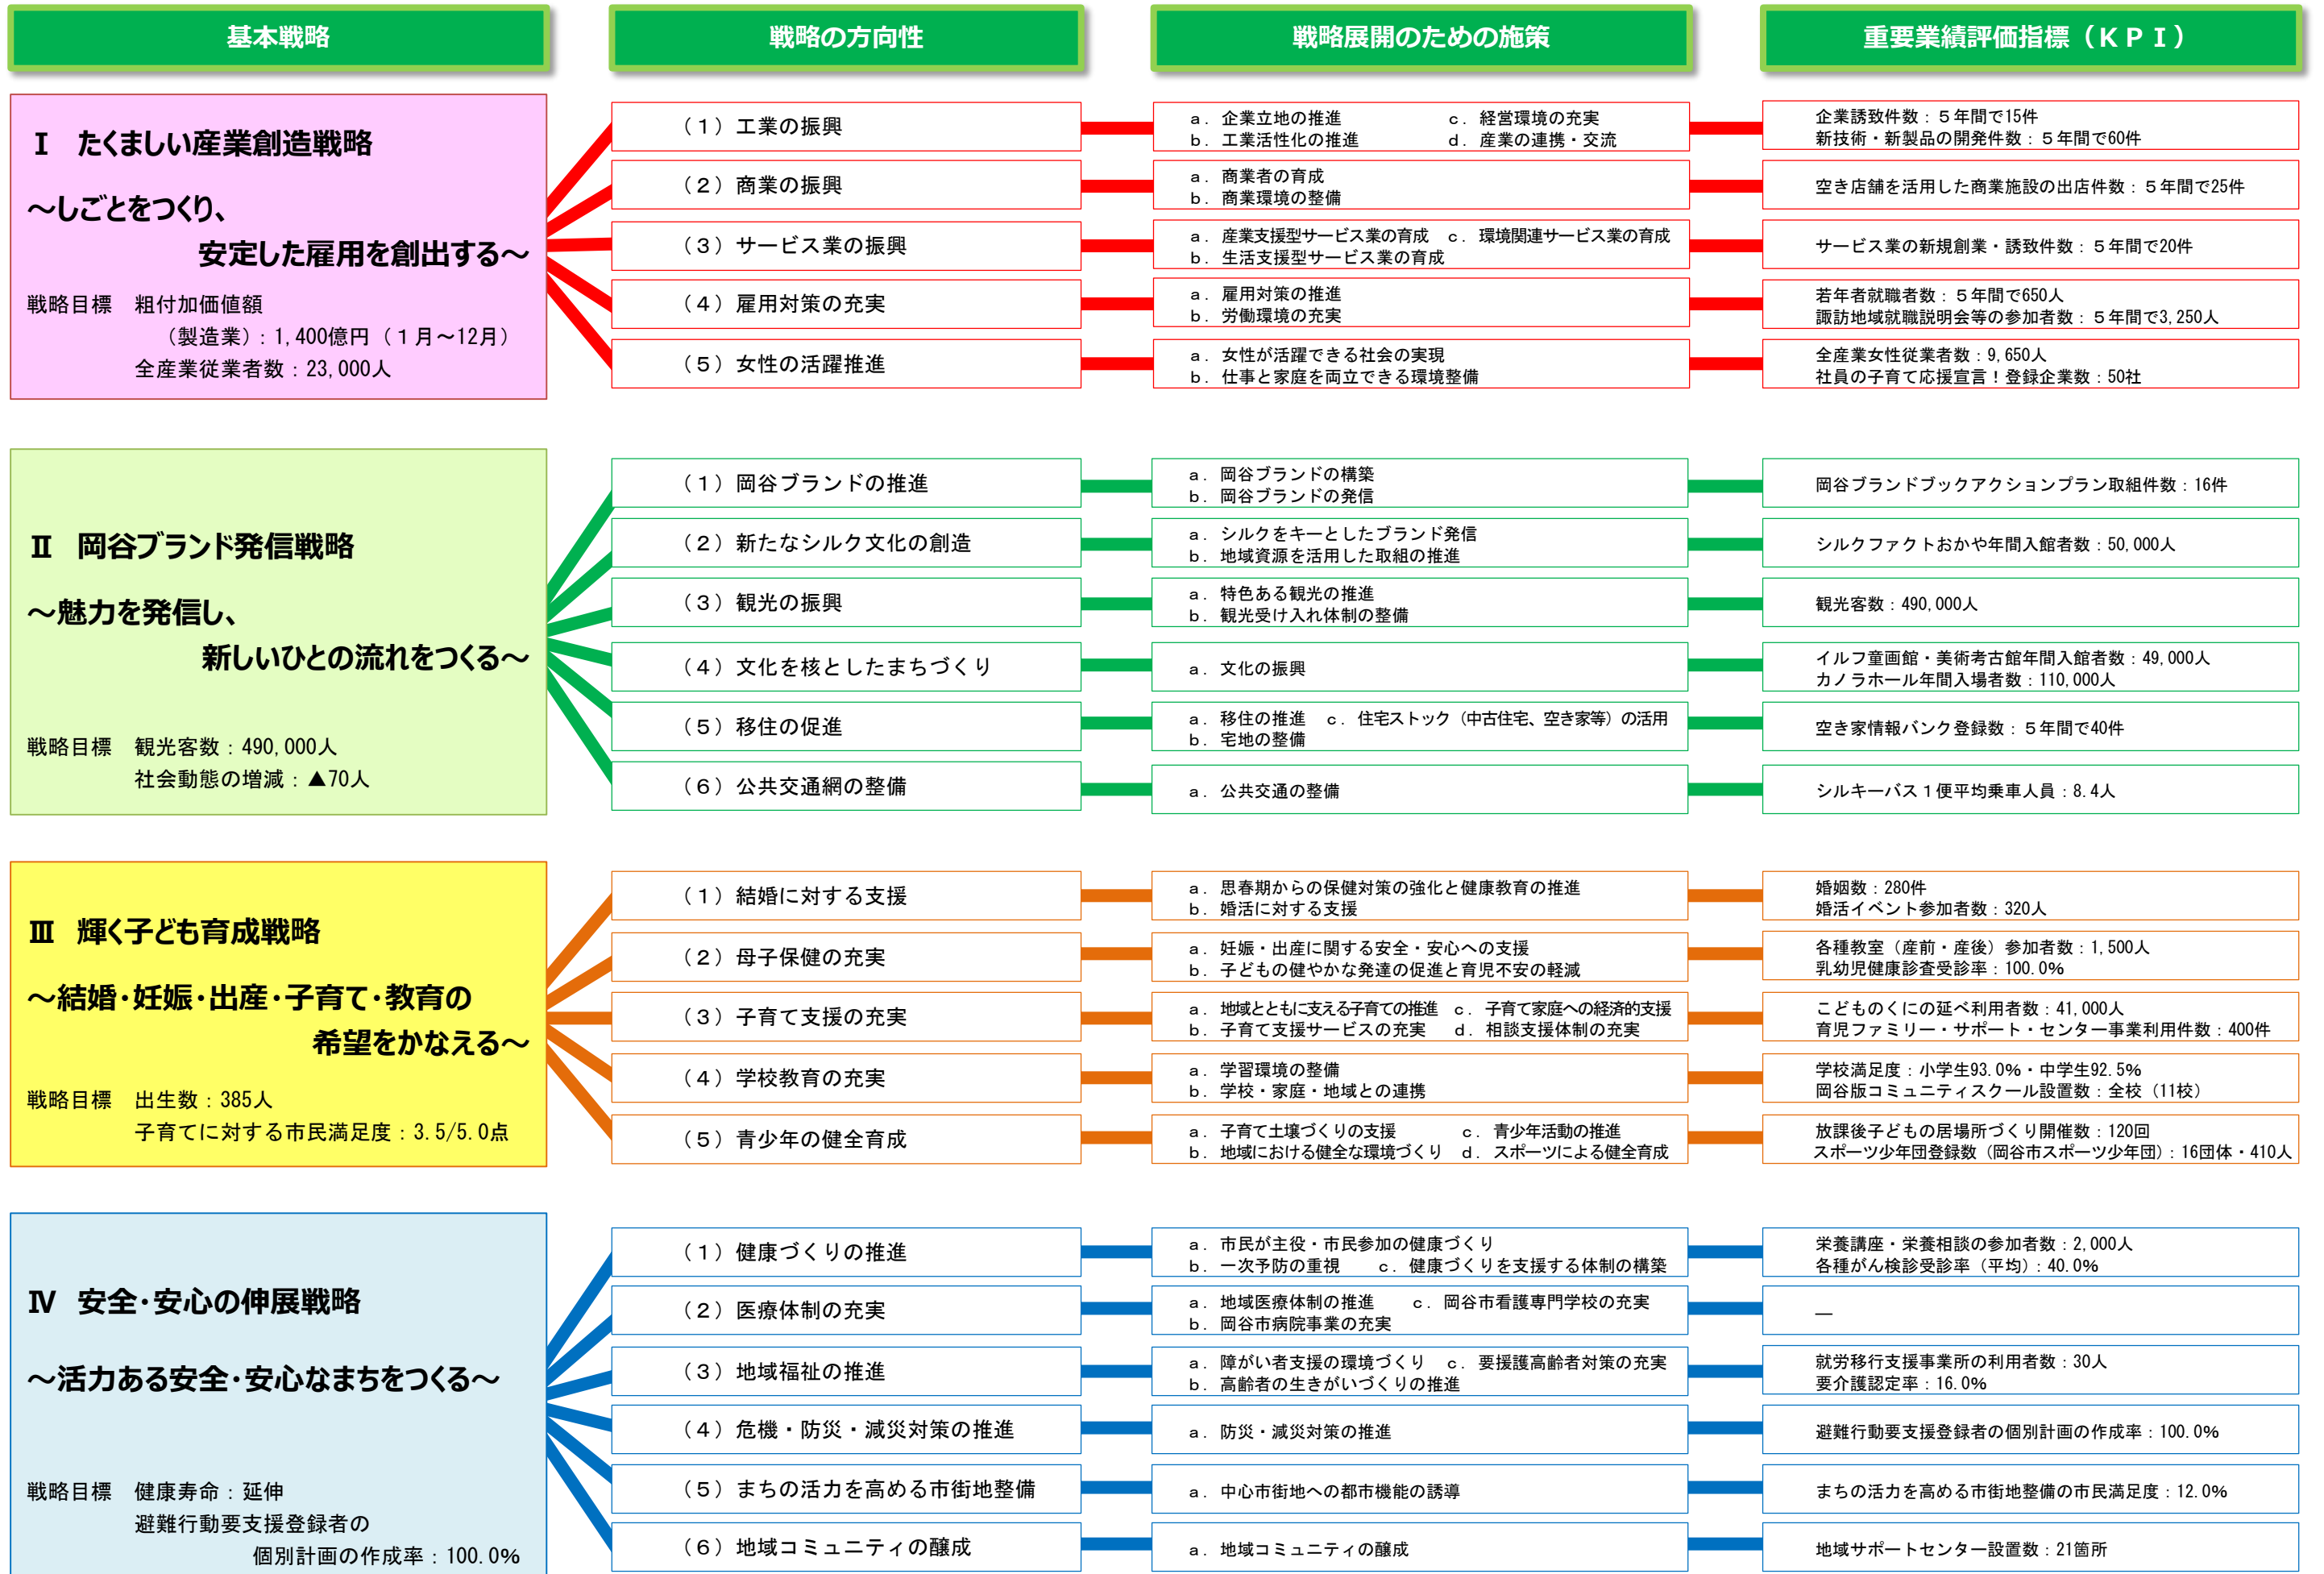 基本戦略
戦略の方向性
戦略展開のための施策
重要業績評価指標（ＫＰＩ）
Ⅰ　たくましい産業創造戦略
～しごとをつくり、
安定した雇用を創出する～
戦略目標　粗付加価値額
（製造業）：1,400億円（１月～12月）
全産業従業者数：23,000人
（１）工業の振興
ａ．企業立地の推進　ｃ．経営環境の充実
ｂ．工業活性化の推進　ｄ．産業の連携・交流
企業誘致件数：５年間で15件
新技術・新製品の開発件数：５年間で60件
（２）商業の振興
ａ．商業者の育成
ｂ．商業環境の整備
空き店舗を活用した商業施設の出店件数：５年間で25件
（３）サービス業の振興
ａ．産業支援型サービス業の育成　ｃ．環境関連サービス業の育成
ｂ．生活支援型サービス業の育成
サービス業の新規創業・誘致件数：５年間で20件
（４）雇用対策の充実
ａ．雇用対策の推進
ｂ．労働環境の充実
若年者就職者数：５年間で650人
諏訪地域就職説明会等の参加者数：５年間で3,250人
（５）女性の活躍推進
ａ．女性が活躍できる社会の実現
ｂ．仕事と家庭を両立できる環境整備
全産業女性従業者数：9,650人
社員の子育て応援宣言！登録企業数：50社
Ⅱ　岡谷ブランド発信戦略
～魅力を発信し、
新しいひとの流れをつくる～
戦略目標　観光客数：490,000人
社会動態の増減：▲70人
（１）岡谷ブランドの推進
ａ．岡谷ブランドの構築
ｂ．岡谷ブランドの発信
岡谷ブランドブックアクションプラン取組件数：16件
（２）新たなシルク文化の創造
ａ．シルクをキーとしたブランド発信
ｂ．地域資源を活用した取組の推進
シルクファクトおかや年間入館者数：50,000人
（３）観光の振興
ａ．特色ある観光の推進
ｂ．観光受け入れ体制の整備
観光客数：490,000人
（４）文化を核としたまちづくり
ａ．文化の振興
イルフ童画館・美術考古館年間入館者数：49,000人
カノラホール年間入場者数：110,000人
（５）移住の促進
ａ．移住の推進　ｃ．住宅ストック（中古住宅、空き家等）の活用
ｂ．宅地の整備
空き家情報バンク登録数：５年間で40件
（６）公共交通網の整備
ａ．公共交通の整備
シルキーバス１便平均乗車人員：8.4人
Ⅲ　輝く子ども育成戦略
～結婚・妊娠・出産・子育て・教育の
希望をかなえる～
戦略目標　出生数：385人
子育てに対する市民満足度：3.5/5.0点
（１）結婚に対する支援
ａ．思春期からの保健対策の強化と健康教育の推進
ｂ．婚活に対する支援
婚姻数：280件
婚活イベント参加者数：320人
（２）母子保健の充実
ａ．妊娠・出産に関する安全・安心への支援
ｂ．子どもの健やかな発達の促進と育児不安の軽減
各種教室（産前・産後）参加者数：1,500人
乳幼児健康診査受診率：100.0％
（３）子育て支援の充実
ａ．地域とともに支える子育ての推進　ｃ．子育て家庭への経済的支援
ｂ．子育て支援サービスの充実　ｄ．相談支援体制の充実
こどものくにの延べ利用者数：41,000人
育児ファミリー・サポート・センター事業利用件数：400件
（４）学校教育の充実
ａ．学習環境の整備
ｂ．学校・家庭・地域との連携
学校満足度：小学生93.0％・中学生92.5％
岡谷版コミュニティスクール設置数：全校（11校）
（５）青少年の健全育成
ａ．子育て土壌づくりの支援　ｃ．青少年活動の推進
ｂ．地域における健全な環境づくり　ｄ．スポーツによる健全育成
放課後子どもの居場所づくり開催数：120回
スポーツ少年団登録数（岡谷市スポーツ少年団）：16団体・410人
Ⅳ　安全・安心の伸展戦略
～活力ある安全・安心なまちをつくる～
戦略目標　健康寿命：延伸
避難行動要支援登録者の
個別計画の作成率：100.0％
（１）健康づくりの推進
ａ．市民が主役・市民参加の健康づくり
ｂ．一次予防の重視　ｃ．健康づくりを支援する体制の構築
栄養講座・栄養相談の参加者数：2,000人
各種がん検診受診率（平均）：40.0％
（２）医療体制の充実
ａ．地域医療体制の推進　ｃ．岡谷市看護専門学校の充実
ｂ．岡谷市病院事業の充実
―
（３）地域福祉の推進
ａ．障がい者支援の環境づくり　ｃ．要援護高齢者対策の充実
ｂ．高齢者の生きがいづくりの推進
就労移行支援事業所の利用者数：30人
要介護認定率：16.0％
（４）危機・防災・減災対策の推進
ａ．防災・減災対策の推進
避難行動要支援登録者の個別計画の作成率：100.0％
（５）まちの活力を高める市街地整備
ａ．中心市街地への都市機能の誘導
まちの活力を高める市街地整備の市民満足度：12.0％
（６）地域コミュニティの醸成
ａ．地域コミュニティの醸成
地域サポートセンター設置数：21箇所